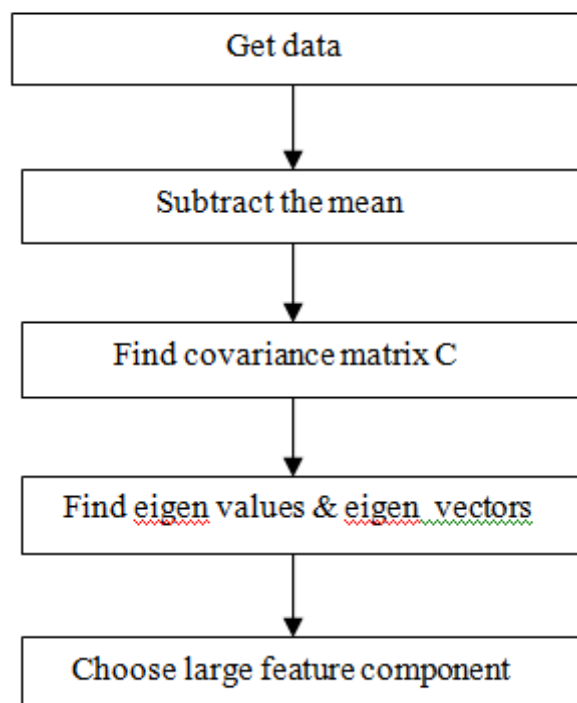 Get data
Subtract the mean
Find covariance matrix C
Find eigen values & eigen vectors
Choose large feature component